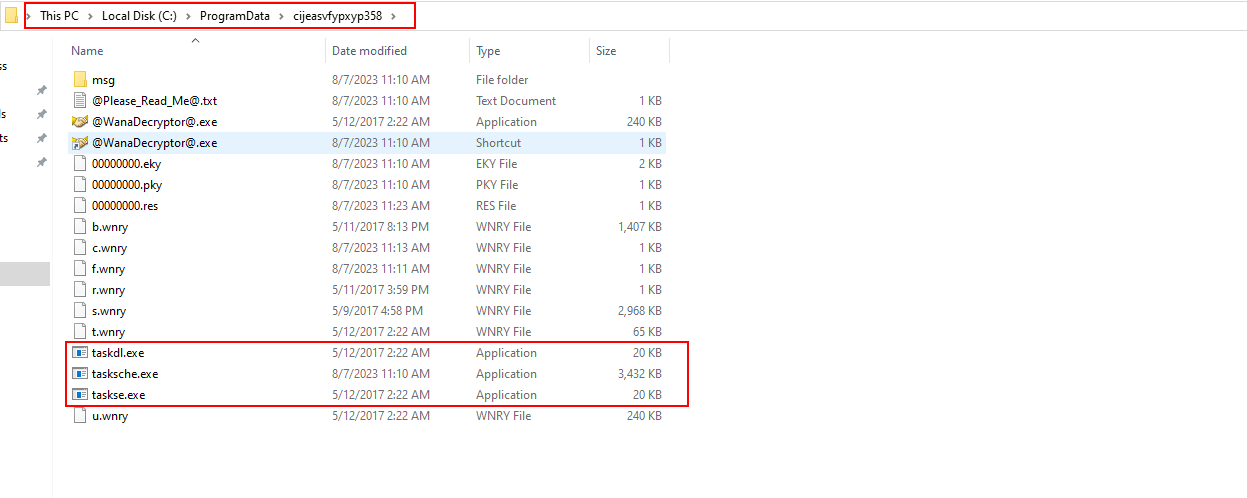 This PC > Local Disk (C:) > ProgramData > cijeasvfypxyp358 >
Name Date modified Type Size
ss
msg 8/7/2023 11:10 AM File folder
@Please_Read_Me@.txt 8/7/2023 11:10 AM Text Document 1 KB
ls @WanaDecryptor@.exe 5/12/2017 2:22 AM Application 240 KB
ts @WanaDecryptor@.exe 8/7/2023 11:10 AM Shortcut 1 KB
00000000.eky 8/7/2023 11:10 AM EKY File 2 KB
00000000.pky 8/7/2023 11:10 AM PKY File 1 KB
00000000.res 8/7/2023 11:23 AM RES File 1 KB
b.wnry 5/11/2017 8:13 PM WNRY File 1,407 KB
c.wnry 8/7/2023 11:13 AM WNRY File 1 KB
f.wnry 8/7/2023 11:11 AM WNRY File 1 KB
r.wnry 5/11/2017 3:59 PM WNRY File 1 KB
s.wnry 5/9/2017 4:58 PM WNRY File 2,968 KB
t.wnry 5/12/2017 2:22 AM WNRY File 65 KB
taskdl.exe 5/12/2017 2:22 AM Application 20 KB
tasksche.exe 8/7/2023 11:10 AM Application 3,432 KB
taskse.exe 5/12/2017 2:22 AM Application 20 KB
u.wnry 5/12/2017 2:22 AM WNRY File 240 KB